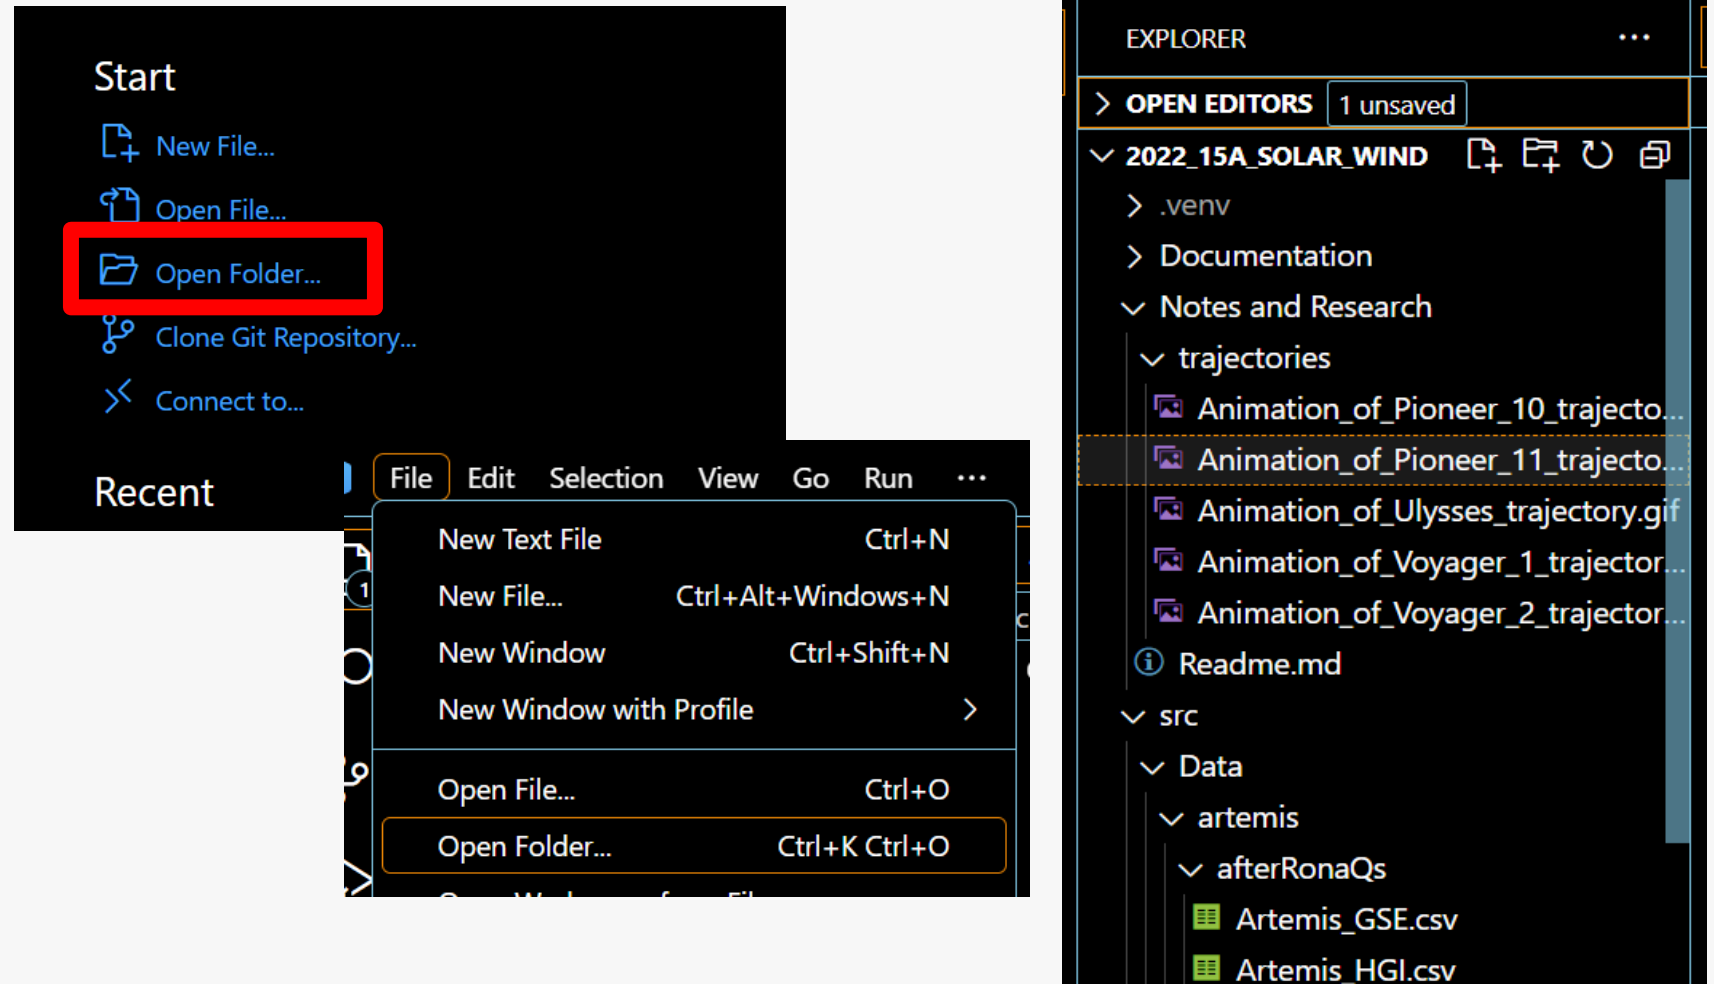 Start
New File...
Open File...
Open Folder...
Clone Git Repository...
Connect to...
Recent
File Edit Selection View Go Run ...
New Text File Ctrl+N
New File... Ctrl+Alt+Windows+N
New Window Ctrl+Shift+N
New Window with Profile
Open File... Ctrl+O
Open Folder... Ctrl+K Ctrl+O
1
EXPLORER ...
OPEN EDITORS 1 unsaved
2022_15A_SOLAR_WIND
.venv
Documentation
Notes and Research
trajectories
Animation_of_Pioneer_10_trajecto...
Animation_of_Pioneer_11_trajecto...
Animation_of_Ulysses_trajectory.gif
Animation_of_Voyager_1_trajector...
Animation_of_Voyager_2_trajector...
Readme.md
src
Data
artemis
afterRonaQs
Artemis_GSE.csv
Artemis_HGI.csv